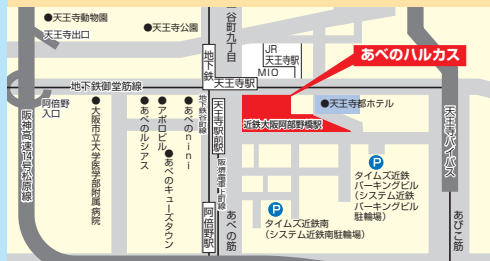 ●天王寺動物園
天王寺出口
●天王寺公園
谷町九丁目
地下鉄
JR
天王寺駅
MIO
あべのハルカス
地下鉄御堂筋線
天王寺駅
阿倍野
入口
阪神高速14号松原線
●大阪市立大学医学部附属病院
●あべのルシアス
●アポロビル
●あべのキューズタウン
●あべのnini
地下鉄谷町線
天王寺駅前駅
阪堺電車上町線
阿倍野駅
あべの筋
近鉄大阪阿部野橋駅
●天王寺都ホテル
天王寺バイパス
あびこ筋
P
タイムズ近鉄
パーキングビル
(システム近鉄
パーキングビル
駐輪場)
P
タイムズ近鉄南
(システム近鉄南駐輪場)